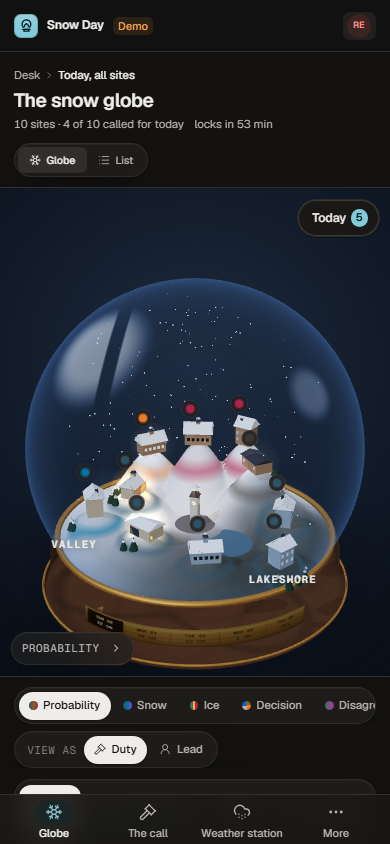 Snow Day Demo RE
Desk > Today, all sites
The snow globe
10 sites · 4 of 10 called for today locks in 53 min
Globe List
Today 5
VALLEY
LAKESHORE
PROBABILITY >
Probability Snow Ice Decision Disagre
VIEW AS Duty Lead
Globe The call Weather station More